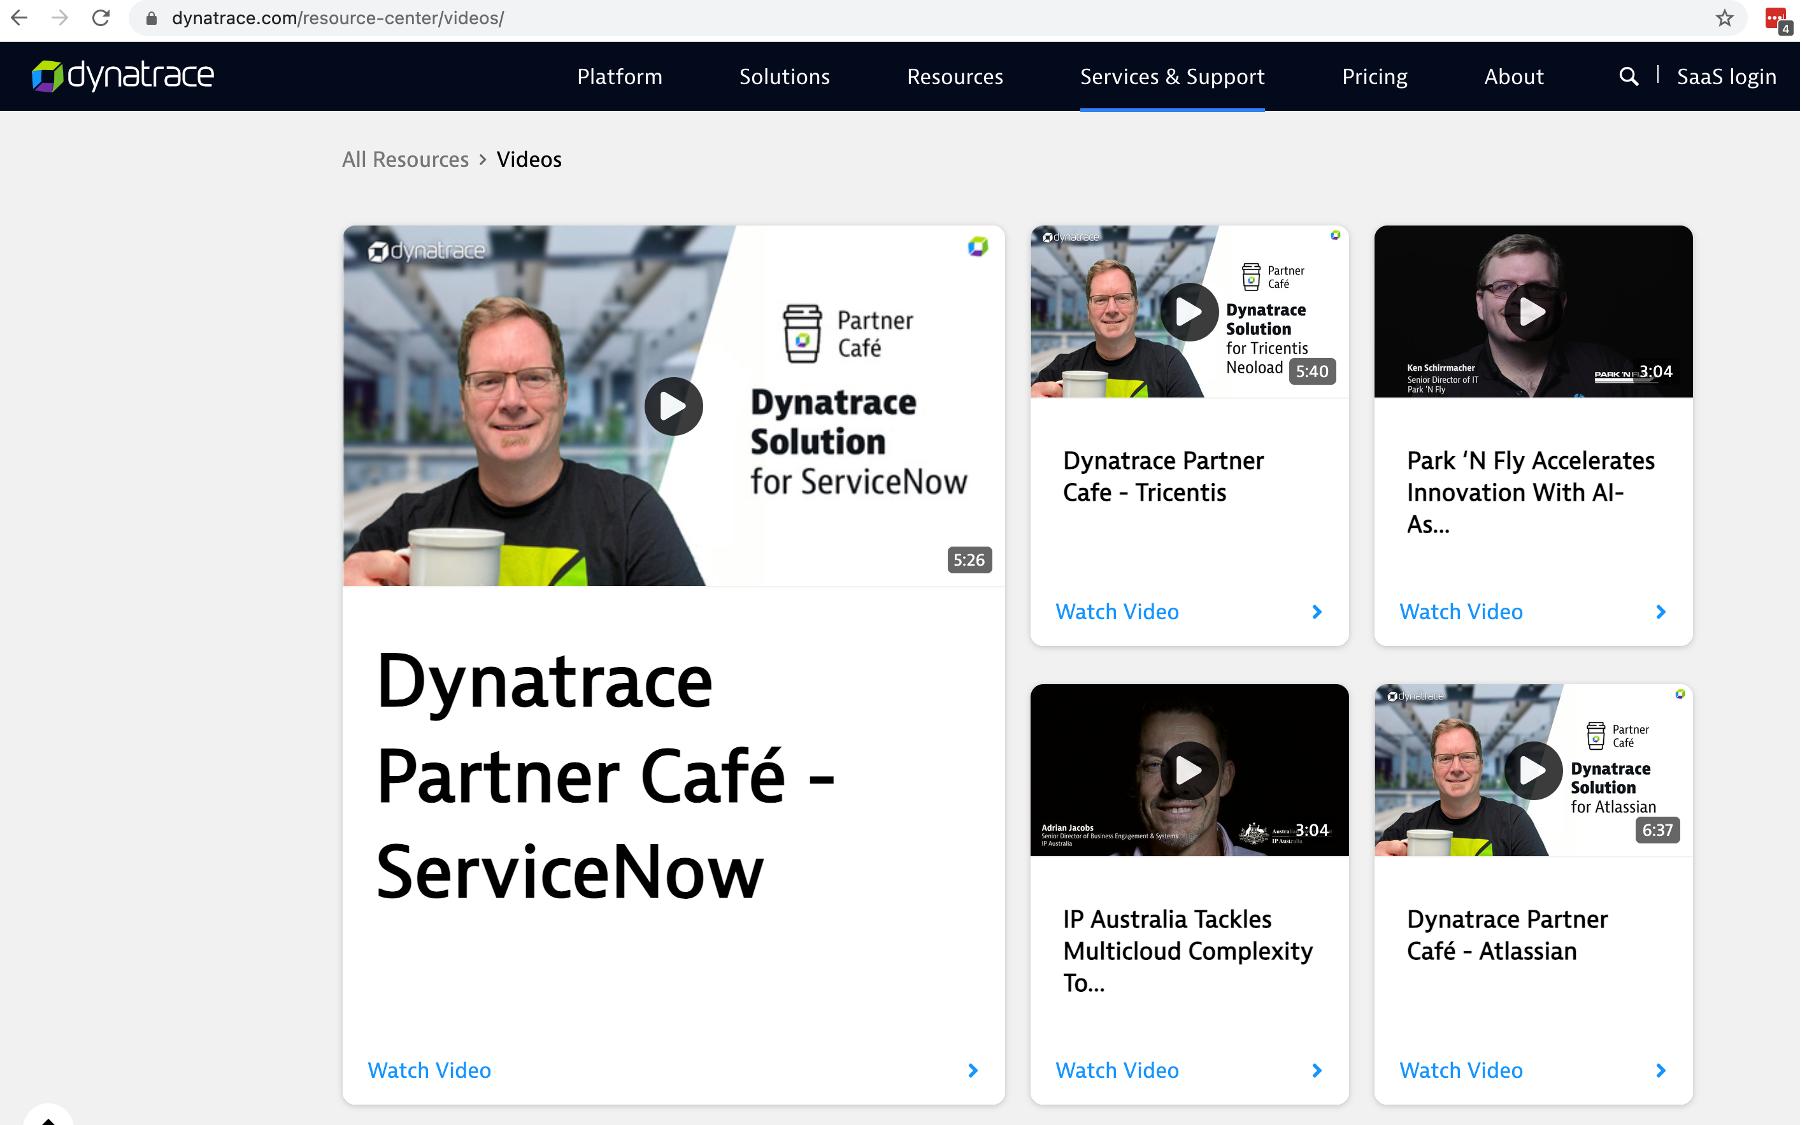 dynatrace.com/resource-center/videos/
4
dynatrace
Platform
Solutions
Resources
Services & Support
Pricing
About
SaaS login
All Resources > Videos
dynatrace
Partner
Café
Dynatrace
Solution
for ServiceNow
5:26
Dynatrace
Partner Café -
ServiceNow
Watch Video
dynatrace
Partner
Café
Dynatrace
Solution
for Tricentis
Neoload
5:40
Dynatrace Partner
Cafe - Tricentis
Watch Video
Ken Schirrmacher
Senior Director of IT
Park 'N Fly
PARK 'N
3:04
Park ‘N Fly Accelerates
Innovation With AI-
As...
Watch Video
Adrian Jacobs
Senior Director of Business Engagement & Systems
IP Australia
IP Australia
3:04
IP Australia Tackles
Multicloud Complexity
To...
Watch Video
dynatrace
Partner
Café
Dynatrace
Solution
for Atlassian
6:37
Dynatrace Partner
Café - Atlassian
Watch Video